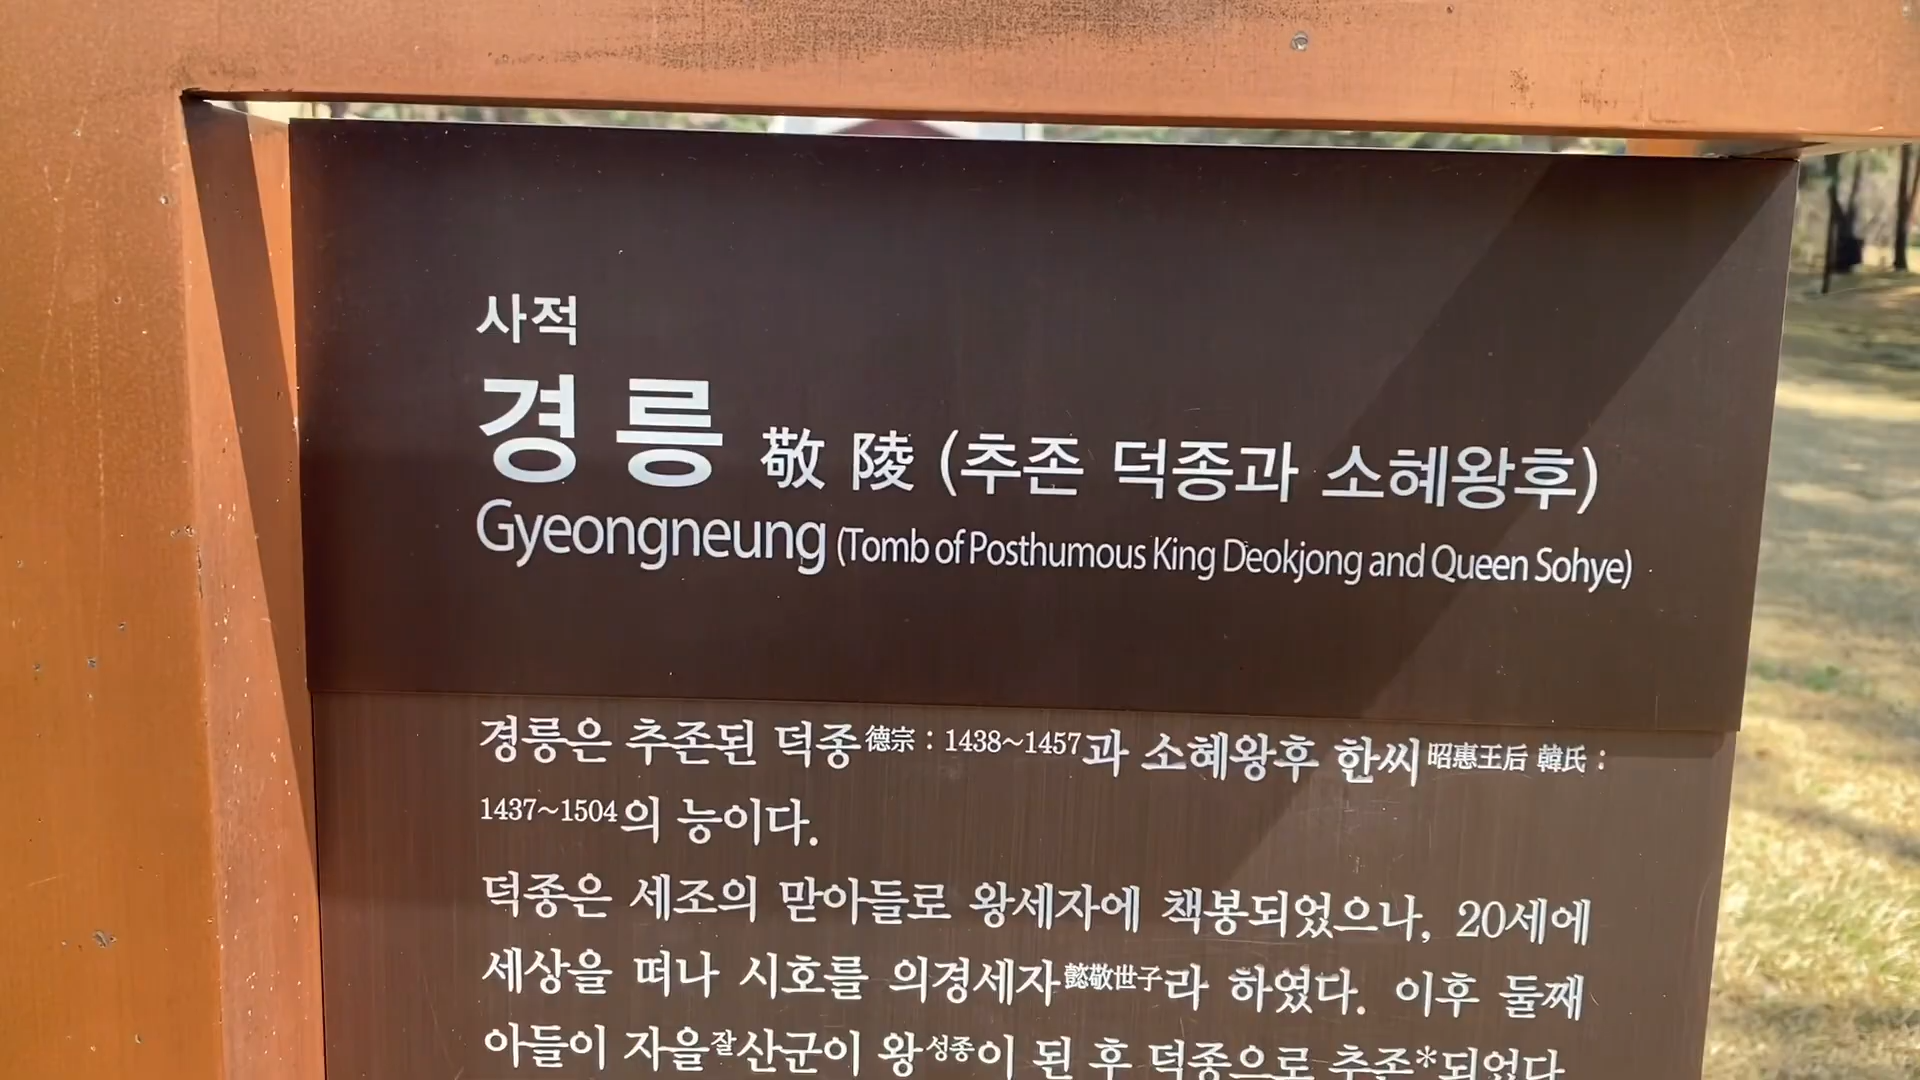 사적
경릉 敬陵 (추존 덕종과 소혜왕후)
Gyeongneung (Tomb of Posthumous King Deokjong and Queen Sohye)
경릉은 추존된 덕종德宗 : 1438~1457과 소혜왕후 한씨昭惠王后 韓氏 :
1437~1504의 능이다.
덕종은 세조의 맏아들로 왕세자에 책봉되었으나, 20세에
세상을 떠나 시호를 의경세자懿敬世子라 하였다. 이후 둘째
아들이 자을잘산군이 왕성종이 된 후 덕종으로 추존*되었다